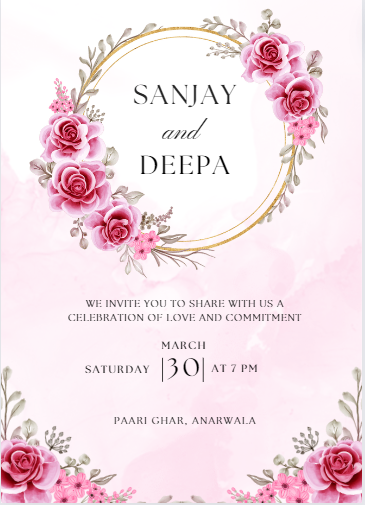 SANJAY
and
DEEPA
WE INVITE YOU TO SHARE WITH US A
CELEBRATION OF LOVE AND COMMITMENT
MARCH
SATURDAY |30| AT 7 PM
PAARI GHAR, ANARWALA